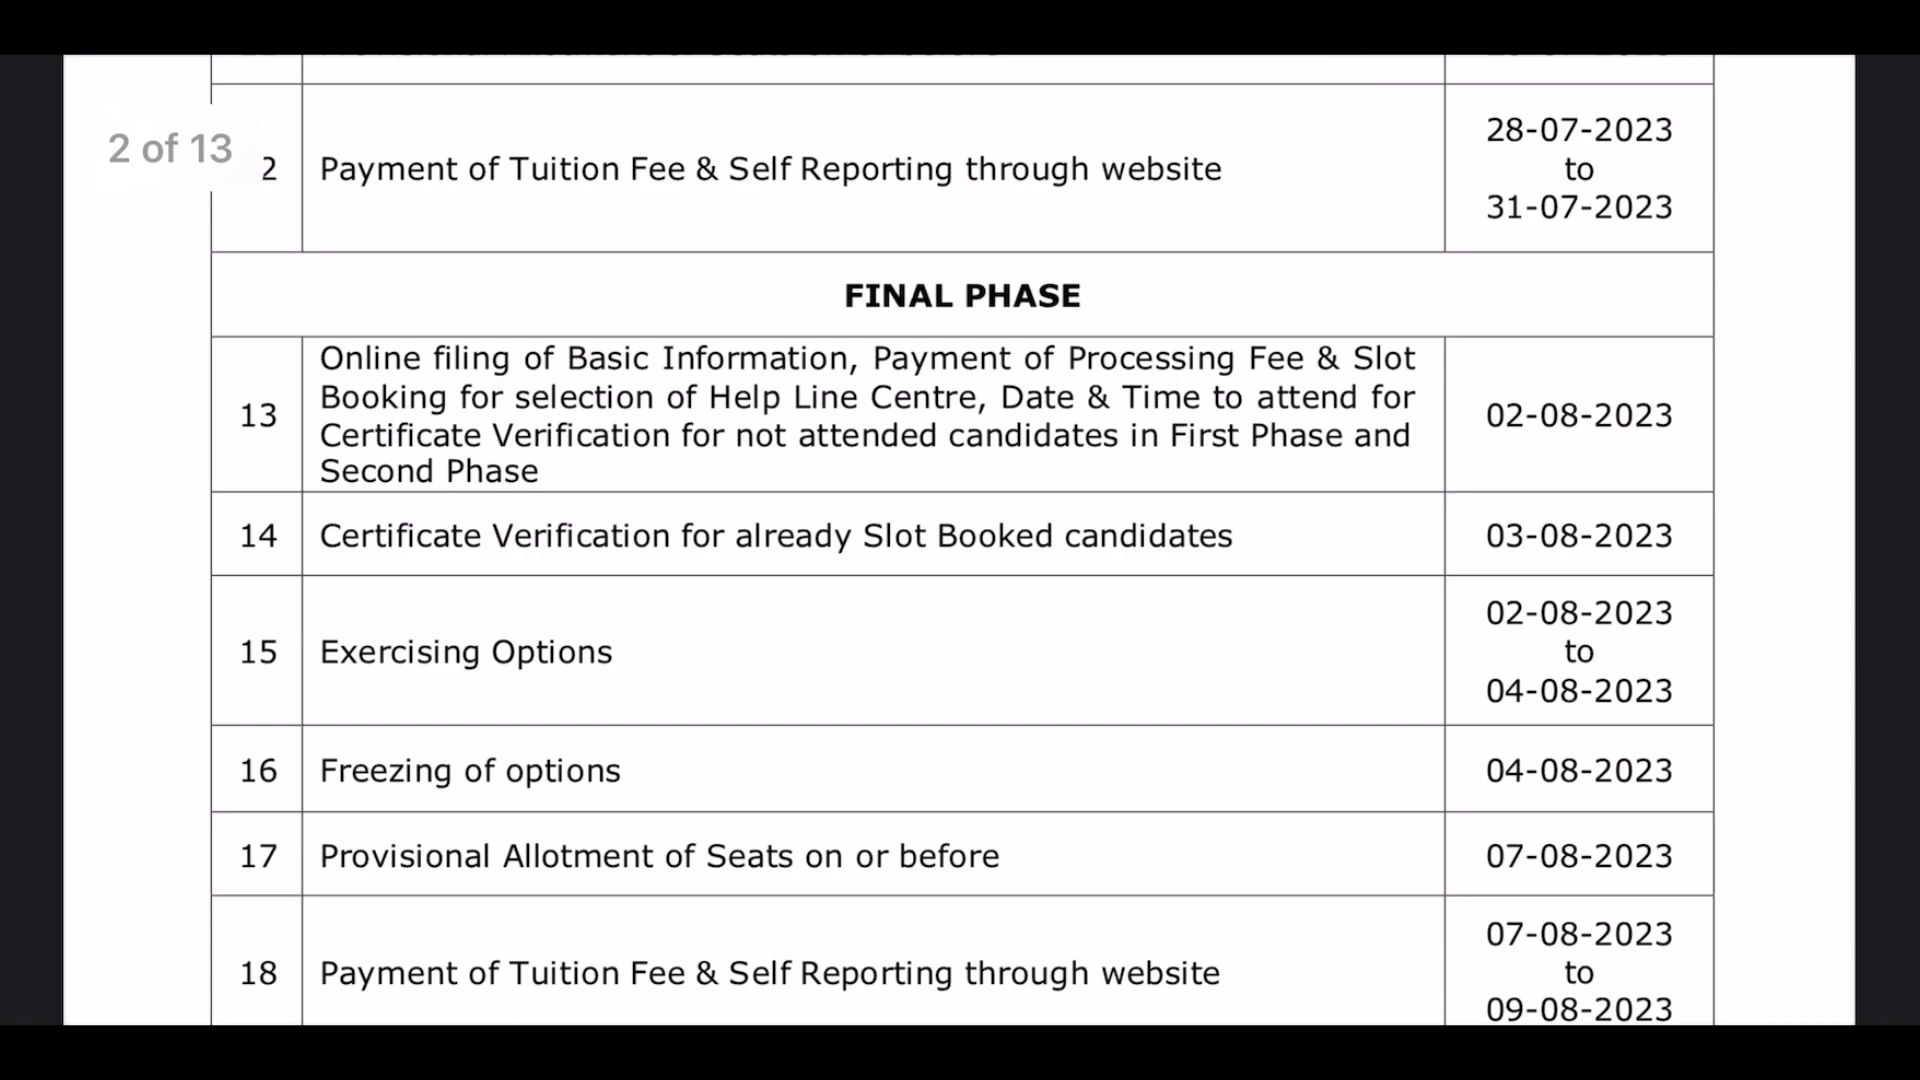 2 of 13
2
Payment of Tuition Fee & Self Reporting through website
28-07-2023
to
31-07-2023
FINAL PHASE
13
Online filing of Basic Information, Payment of Processing Fee & Slot
Booking for selection of Help Line Centre, Date & Time to attend for
Certificate Verification for not attended candidates in First Phase and
Second Phase
02-08-2023
14
Certificate Verification for already Slot Booked candidates
03-08-2023
15
Exercising Options
02-08-2023
to
04-08-2023
16
Freezing of options
04-08-2023
17
Provisional Allotment of Seats on or before
07-08-2023
18
Payment of Tuition Fee & Self Reporting through website
07-08-2023
to
09-08-2023